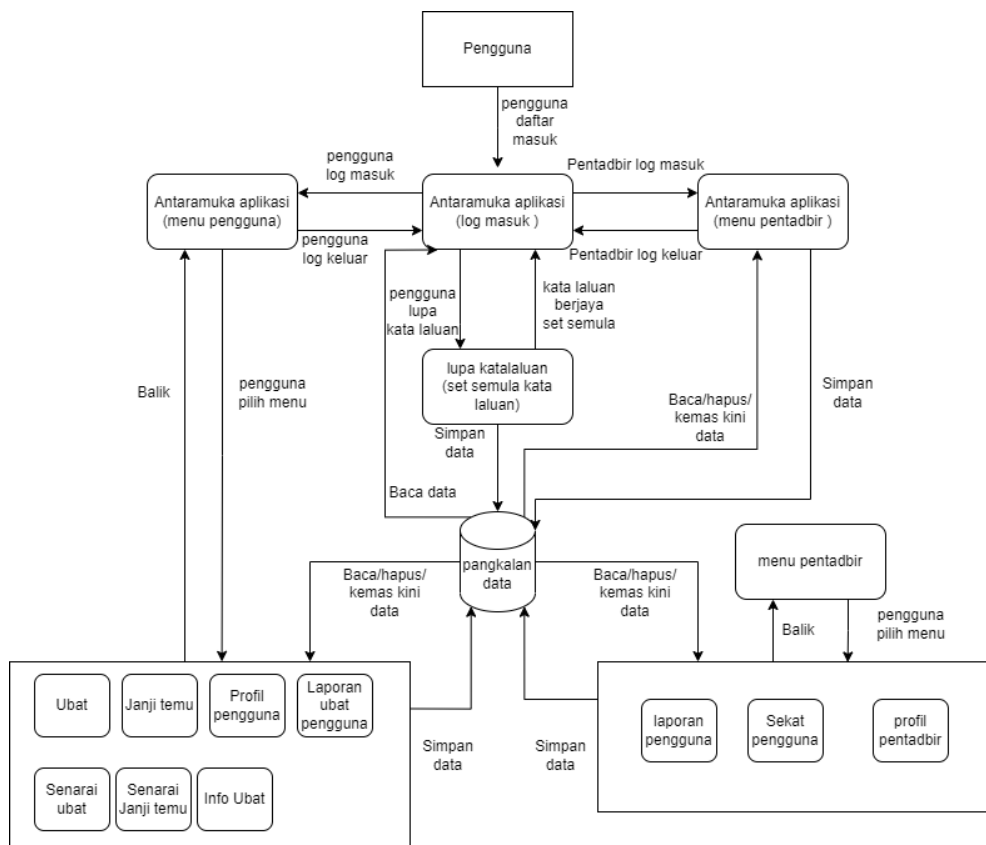 Pengguna
pengguna
daftar
masuk
pengguna
log masuk
Pentadbir log masuk
Antaramuka aplikasi
(menu pengguna)
Antaramuka aplikasi
(log masuk )
Antaramuka aplikasi
(menu pentadbir )
pengguna
log keluar
Pentadbir log keluar
pengguna
lupa
kata laluan
kata laluan
berjaya
set semula
lupa katalaluan
(set semula kata
laluan)
Balik
pengguna
pilih menu
Baca/hapus/
kemas kini
data
Simpan
data
Simpan
data
Baca data
pangkalan
data
menu pentadbir
Baca/hapus/
kemas kini
data
Baca/hapus/
kemas kini
data
Balik
pengguna
pilih menu
Ubat
Janji temu
Profil
pengguna
Laporan
ubat
pengguna
Senarai
ubat
Senarai
Janji temu
Info Ubat
Simpan
data
Simpan
data
laporan
pengguna
Sekat
pengguna
profil
pentadbir